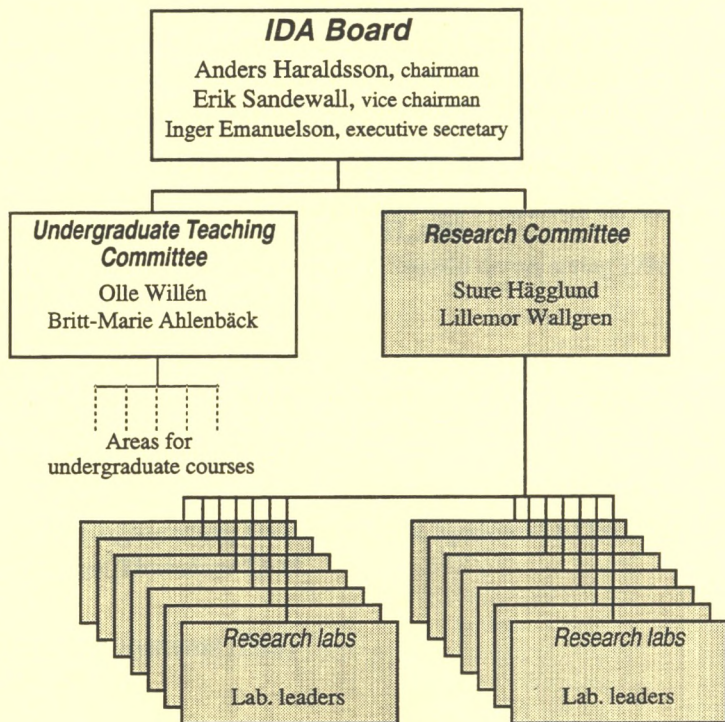 IDA Board
Anders Haraldsson, chairman
Erik Sandewall, vice chairman
Inger Emanuelson, executive secretary
Undergraduate Teaching
Committee
Olle Willén
Britt-Marie Ahlenbäck
Research Committee
Sture Hägglund
Lillemor Wallgren
Areas for
undergraduate courses
Research labs
Lab. leaders
Research labs
Lab. leaders